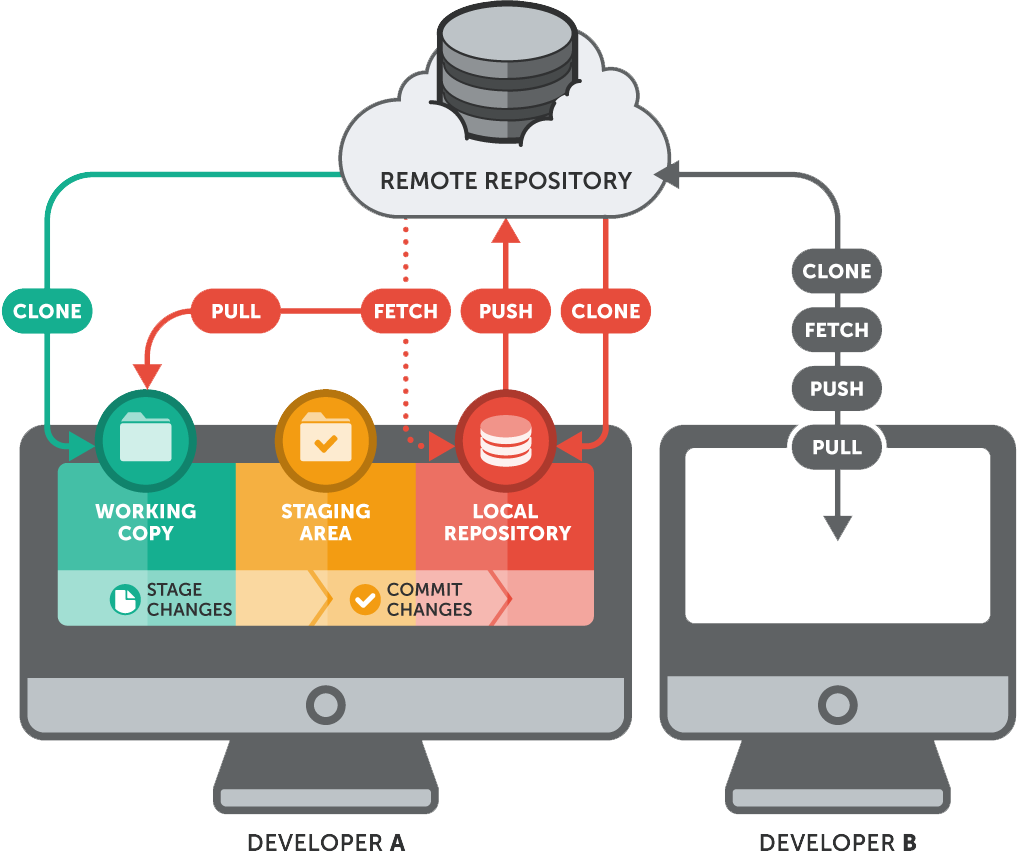 REMOTE REPOSITORY
CLONE
PULL
FETCH
PUSH
CLONE
CLONE
FETCH
PUSH
PULL
WORKING
COPY
STAGING
AREA
LOCAL
REPOSITORY
STAGE
CHANGES
COMMIT
CHANGES
DEVELOPER A
DEVELOPER B